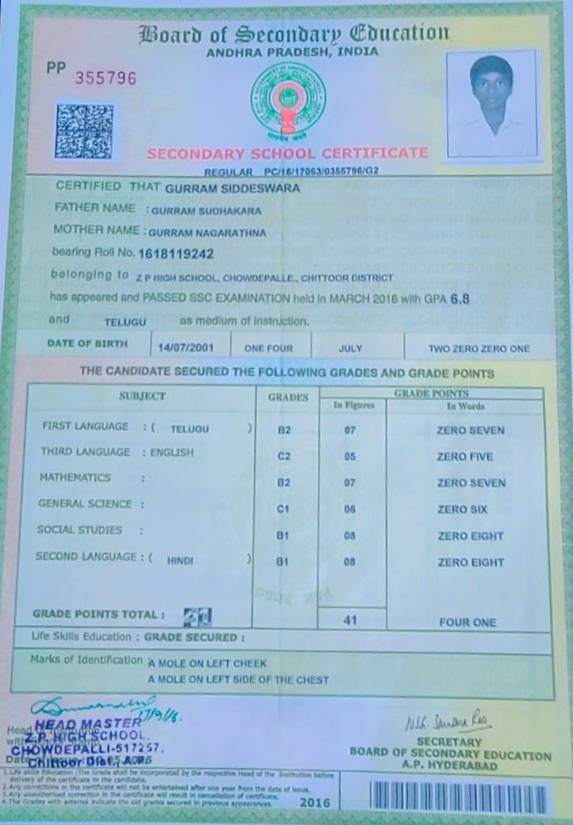 Board of Secondary Education
ANDHRA PRADESH, INDIA
PP 355796
SECONDARY SCHOOL CERTIFICATE
REGULAR PC/16/17063/0355796/G2
CERTIFIED THAT GURRAM SIDDESWARA
FATHER NAME : GURRAM SUDHAKARA
MOTHER NAME : GURRAM NAGARATHNA
bearing Roll No. 1618119242
belonging to Z P HIGH SCHOOL, CHOWDEPALLE, CHITTOOR DISTRICT
has appeared and PASSED SSC EXAMINATION held in MARCH 2016 with GPA 6.8
and TELUGU as medium of instruction.
DATE OF BIRTH 14/07/2001 ONE FOUR JULY TWO ZERO ZERO ONE
THE CANDIDATE SECURED THE FOLLOWING GRADES AND GRADE POINTS
SUBJECT GRADES GRADE POINTS
In Figures In Words
FIRST LANGUAGE : ( TELUGU ) B2 07 ZERO SEVEN
THIRD LANGUAGE : ENGLISH C2 05 ZERO FIVE
MATHEMATICS : B2 07 ZERO SEVEN
GENERAL SCIENCE : C1 06 ZERO SIX
SOCIAL STUDIES : B1 08 ZERO EIGHT
SECOND LANGUAGE : ( HINDI ) B1 08 ZERO EIGHT
GRADE POINTS TOTAL : 41 41 FOUR ONE
Life Skills Education : GRADE SECURED :
Marks of Identification A MOLE ON LEFT CHEEK
A MOLE ON LEFT SIDE OF THE CHEST
HEAD MASTER
Z.P. HIGH SCHOOL.
CHOWDEPALLI-517257.
Chittoor Dist, A.P.
SECRETARY
BOARD OF SECONDARY EDUCATION
A.P. HYDERABAD
1.Life skills Education :The Grade shall be incorporated by the respective Head of the Institution before
delivery of the certificate to the candidate.
2.Any corrections in the certificate will not be entertained after one year from the date of issue.
3.Any unauthorised correction in the certificate will result in cancellation of certificate.
4.The Grades with asterisk indicate the old grades secured in previous appearances.
2016